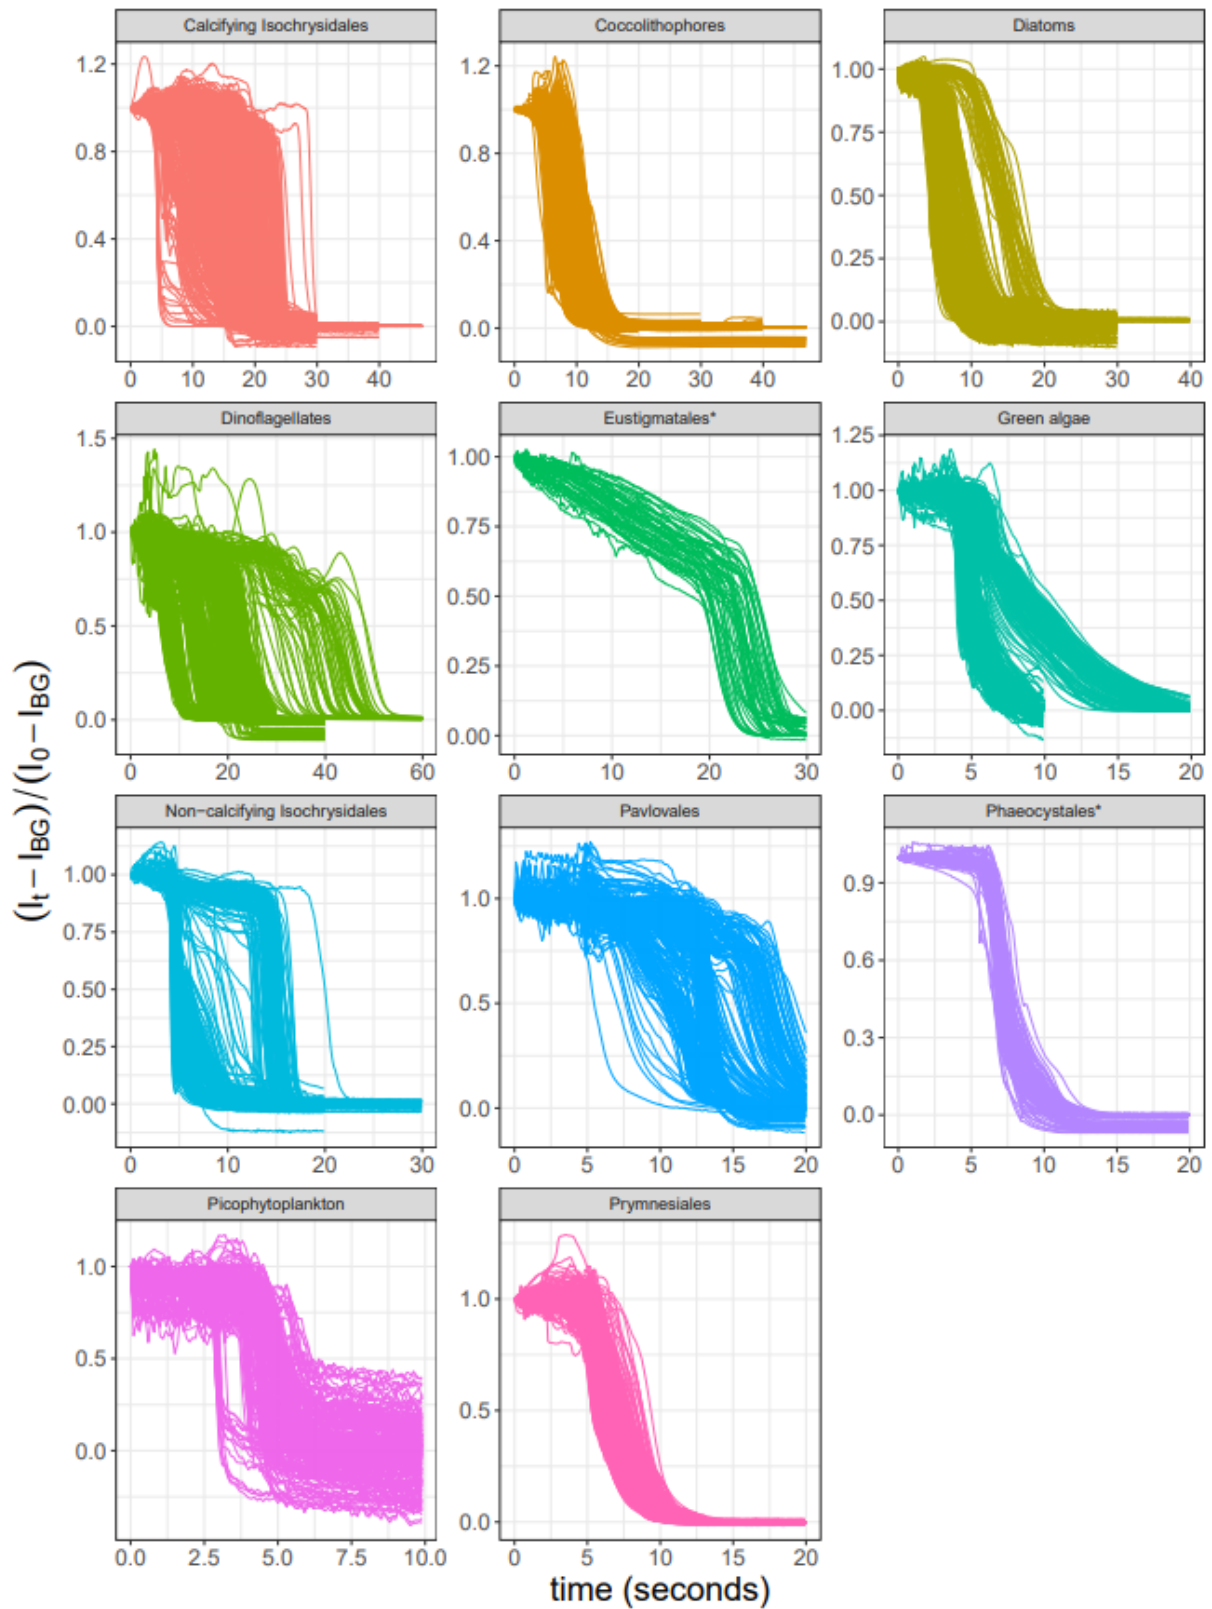 Calcifying Isochrysidales Coccolithophores Diatoms
1.2 1.2 1.00
0.8 0.8 0.75
0.4 0.4 0.50
0.25
0.0 0.0 0.00
0 10 20 30 40 0 10 20 30 40 0 10 20 30 40
Dinoflagellates Eustigmatales* Green algae
1.5 1.00 1.25
1.0 0.75 1.00
0.5 0.50 0.75
0.0 0.25 0.50
0.00 0.25
0.00
0 20 40 60 0 10 20 30 0 5 10 15 20
(It − IBG)/(I0 − IBG)
Non−calcifying Isochrysidales Pavlovales Phaeocystales*
1.00 1.0 0.9
0.75 0.5 0.6
0.50 0.0 0.3
0.25 0.0
0.00
0 10 20 30 0 5 10 15 20 0 5 10 15 20
Picophytoplankton Prymnesiales
1.0 1.0
0.5 0.5
0.0 0.0
0.0 2.5 5.0 7.5 10.0 0 5 10 15 20
time (seconds)